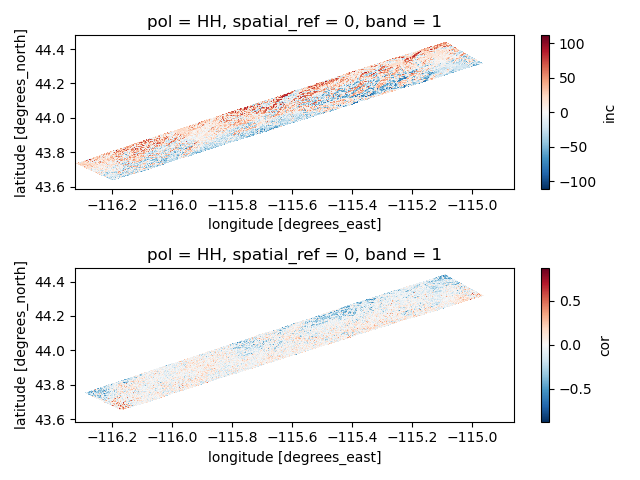 pol = HH, spatial_ref = 0, band = 1
44.4
44.2
44.0
43.8
43.6
latitude [degrees_north]
−116.2 −116.0 −115.8 −115.6 −115.4 −115.2 −115.0
longitude [degrees_east]
100
50
0
−50
−100
inc
pol = HH, spatial_ref = 0, band = 1
44.4
44.2
44.0
43.8
43.6
latitude [degrees_north]
−116.2 −116.0 −115.8 −115.6 −115.4 −115.2 −115.0
longitude [degrees_east]
0.5
0.0
−0.5
cor